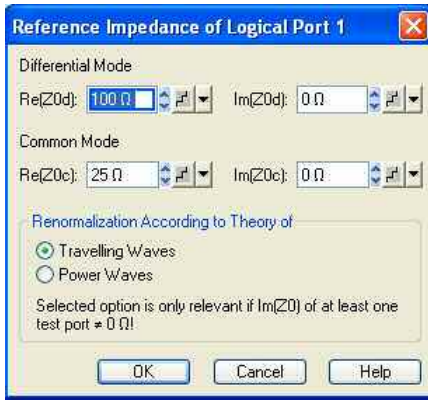 Reference Impedance of Logical Port 1
Differential Mode
Re(Z0d): 100 Ω Im(Z0d): 0 Ω
Common Mode
Re(Z0c): 25 Ω Im(Z0c): 0 Ω
Renormalization According to Theory of
Travelling Waves
Power Waves
Selected option is only relevant if Im(Z0) of at least one
test port ≠ 0 Ω!
OK Cancel Help